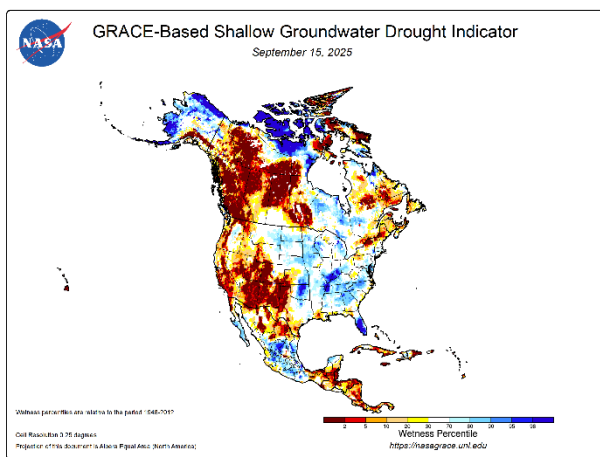 NASA
GRACE-Based Shallow Groundwater Drought Indicator
September 15, 2025
Wetness percentiles are relative to the period 1948-2012
Cell Resolution 0.25 degrees
Projection of this document is Albers Equal Area (North America)
2 5 10 20 30 70 80 90 95 98
Wetness Percentile
https://nasagrace.unl.edu